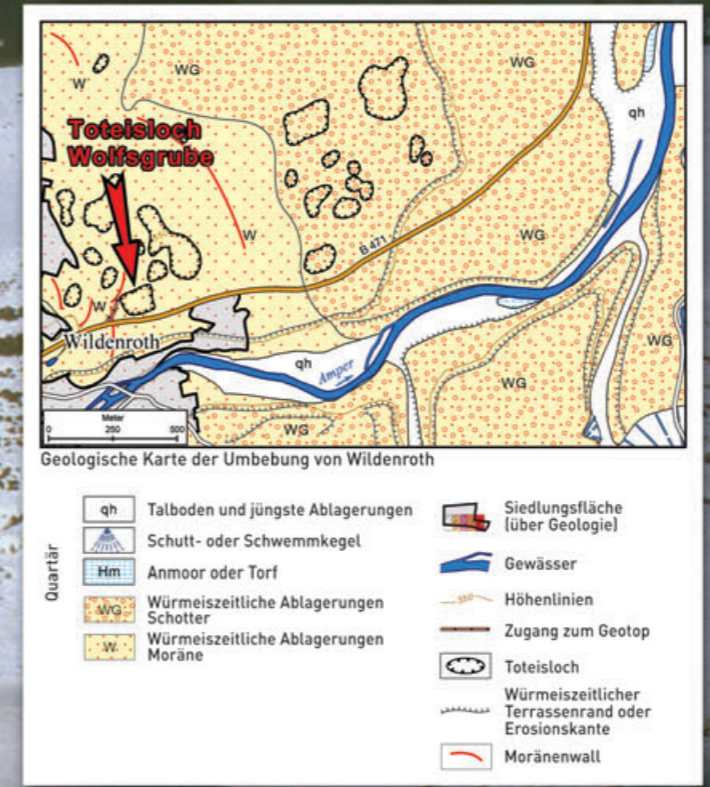 WG
WG
W
qh
Toteisloch
Wolfsgrube
W
WG
B 471
W
Wildenroth
qh
Amper
WG
WG
WG
Meter
0 250 500
Geologische Karte der Umbebung von Wildenroth
Quartär
qh Talboden und jüngste Ablagerungen
Schutt- oder Schwemmkegel
Hm Anmoor oder Torf
WG Würmeiszeitliche Ablagerungen
Schotter
W Würmeiszeitliche Ablagerungen
Moräne
Siedlungsfläche
(über Geologie)
Gewässer
350 Höhenlinien
Zugang zum Geotop
Toteisloch
Würmeiszeitlicher
Terrassenrand oder
Erosionskante
Moränenwall